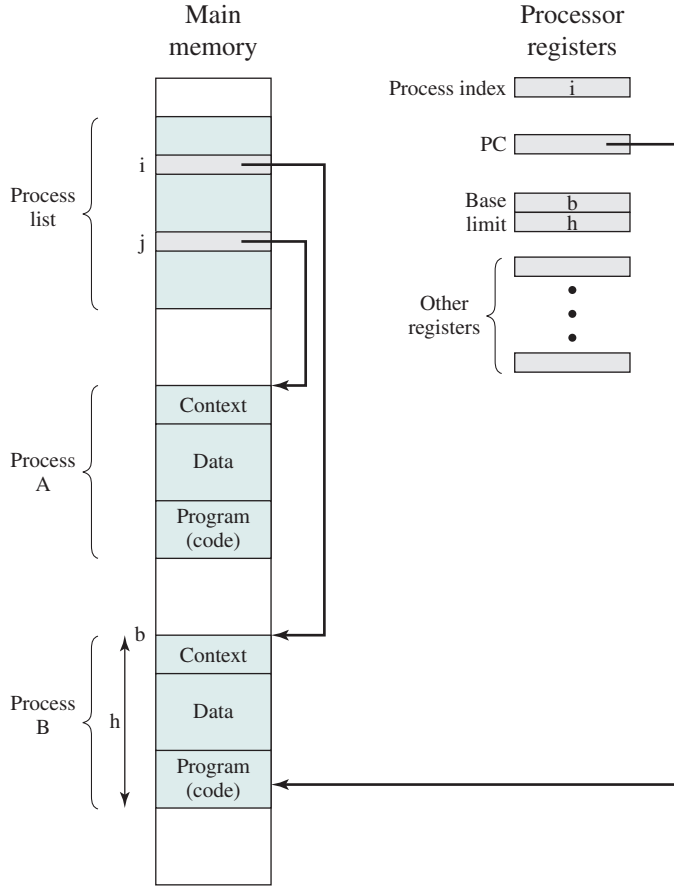 Main
memory
Processor
registers
Process index
i
PC
i
Base
b
limit
h
Process
list
j
Other
registers
Context
Process
A
Data
Program
(code)
b
Context
Process
B
h
Data
Program
(code)